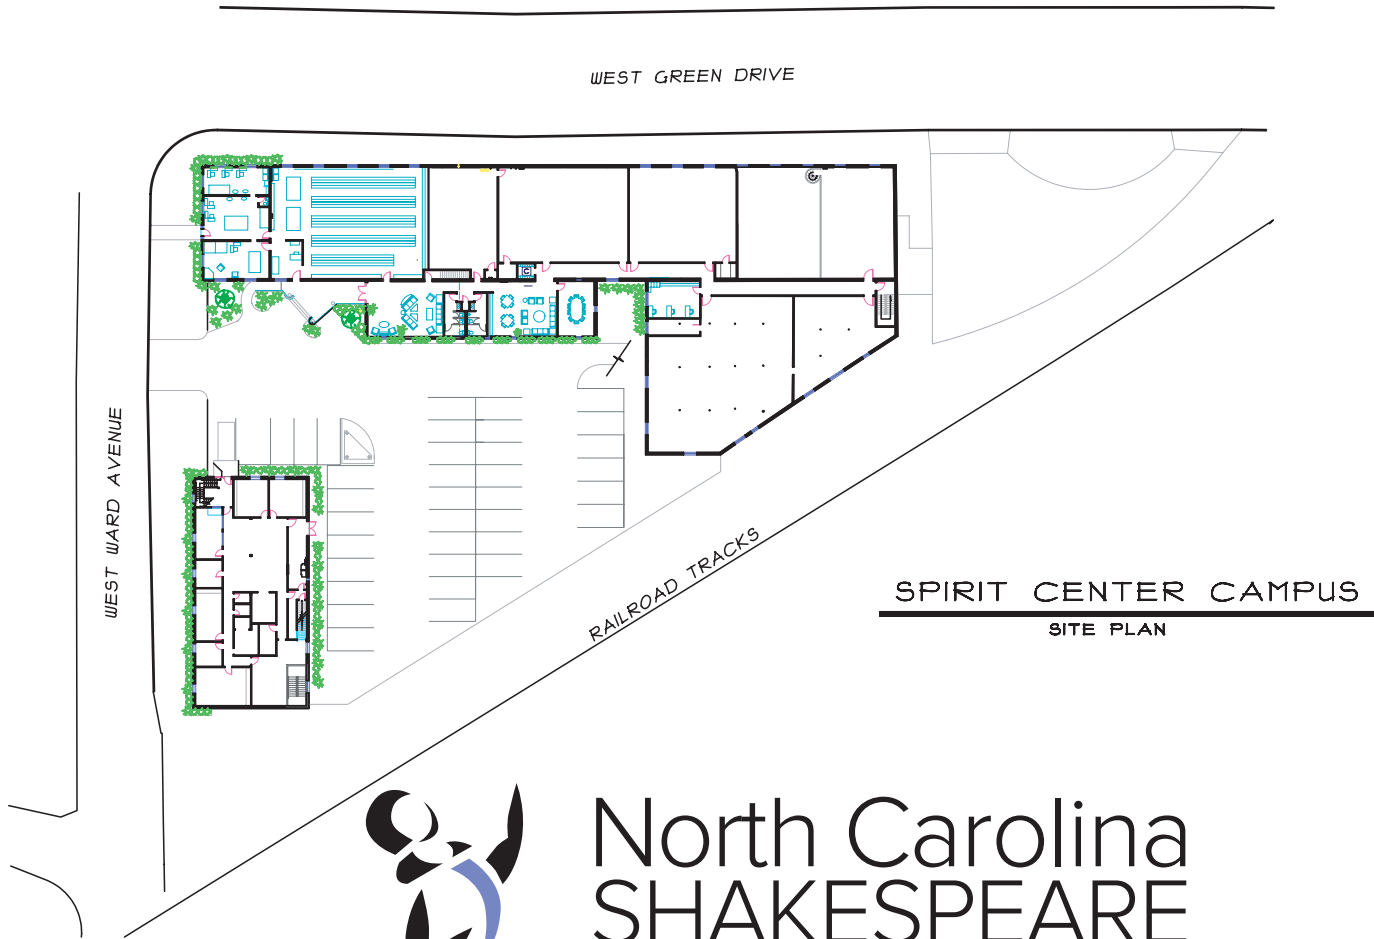 WEST GREEN DRIVE
WEST WARD AVENUE
RAILROAD TRACKS
SPIRIT CENTER CAMPUS
SITE PLAN
North Carolina
SHAKESPEARE